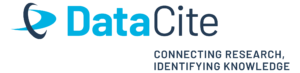 DataCite
CONNECTING RESEARCH,
IDENTIFYING KNOWLEDGE